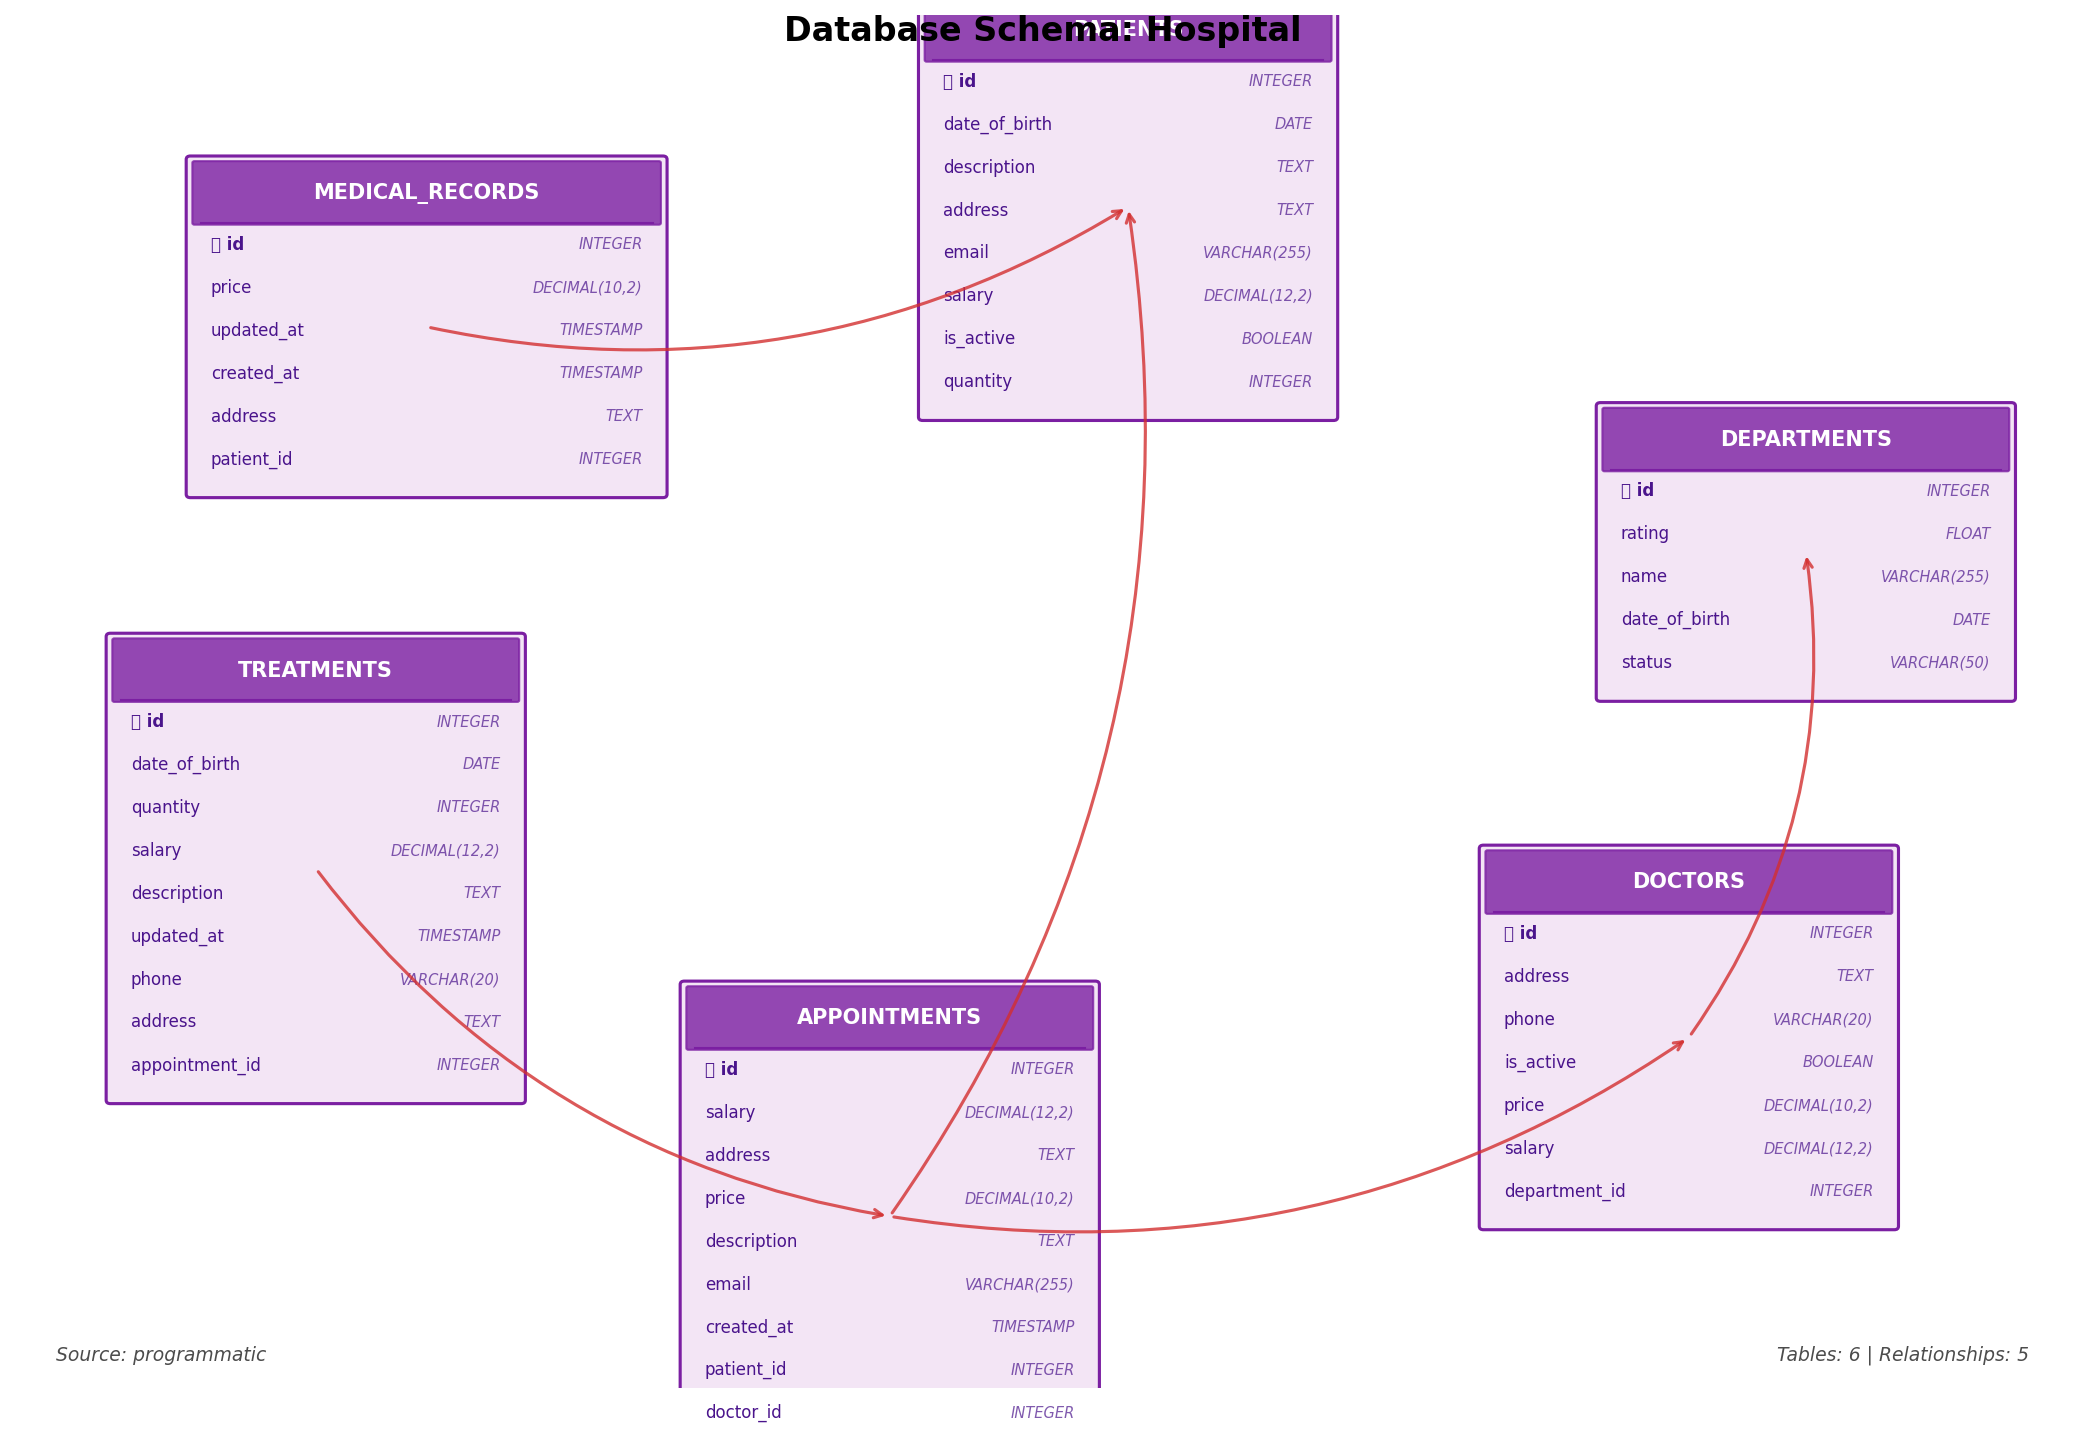 Database Schema: Hospital
PATIENTS
id INTEGER
date_of_birth DATE
description TEXT
address TEXT
email VARCHAR(255)
salary DECIMAL(12,2)
is_active BOOLEAN
quantity INTEGER
MEDICAL_RECORDS
id INTEGER
price DECIMAL(10,2)
updated_at TIMESTAMP
created_at TIMESTAMP
address TEXT
patient_id INTEGER
DEPARTMENTS
id INTEGER
rating FLOAT
name VARCHAR(255)
date_of_birth DATE
status VARCHAR(50)
TREATMENTS
id INTEGER
date_of_birth DATE
quantity INTEGER
salary DECIMAL(12,2)
description TEXT
updated_at TIMESTAMP
phone VARCHAR(20)
address TEXT
appointment_id INTEGER
DOCTORS
id INTEGER
address TEXT
phone VARCHAR(20)
is_active BOOLEAN
price DECIMAL(10,2)
salary DECIMAL(12,2)
department_id INTEGER
APPOINTMENTS
id INTEGER
salary DECIMAL(12,2)
address TEXT
price DECIMAL(10,2)
description TEXT
email VARCHAR(255)
created_at TIMESTAMP
patient_id INTEGER
doctor_id INTEGER
Source: programmatic
Tables: 6 | Relationships: 5